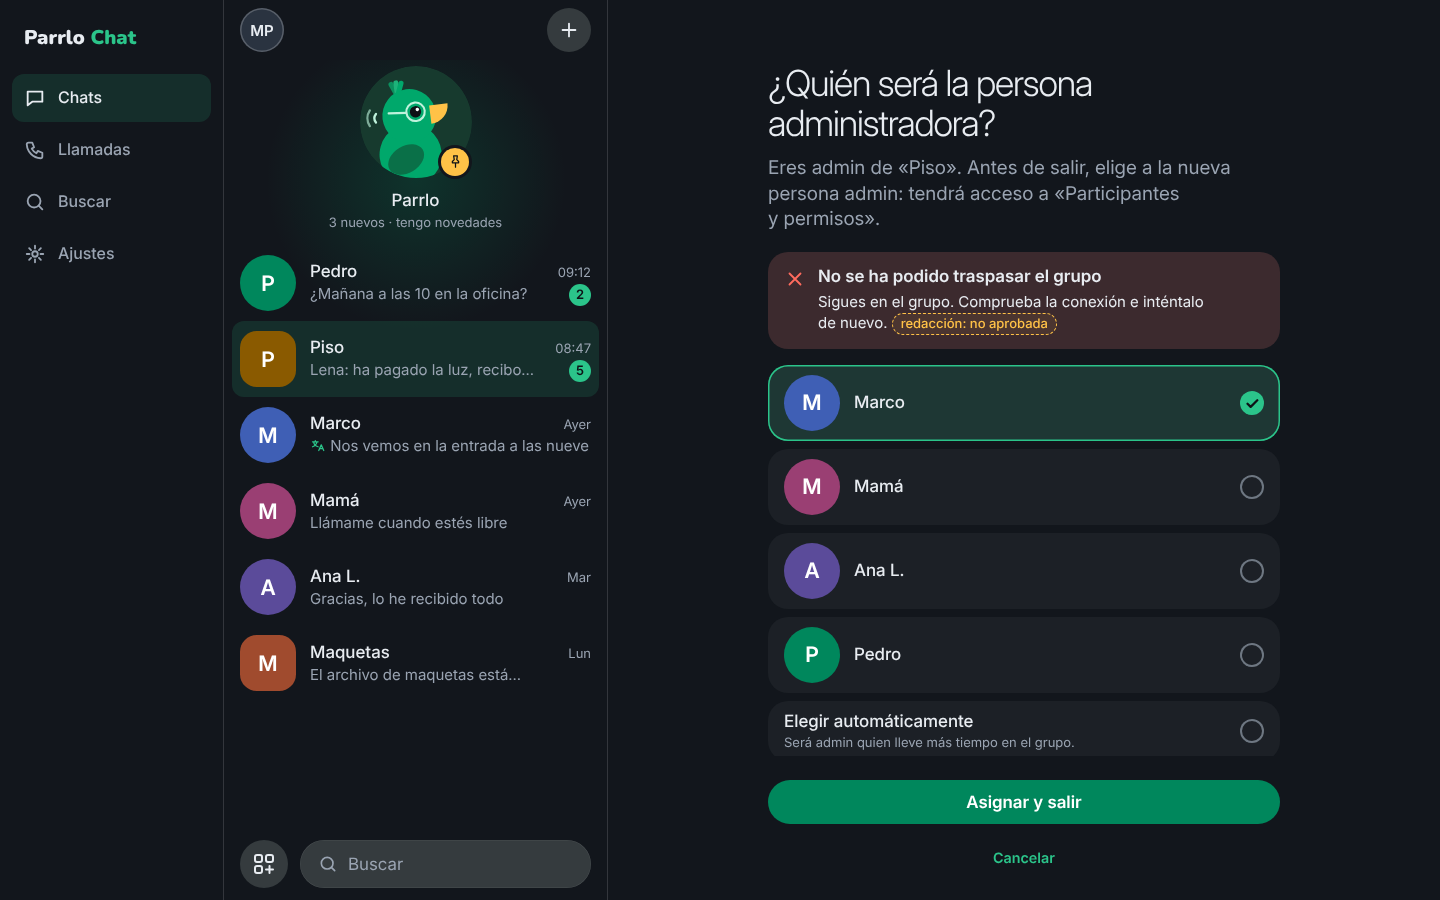 Parrlo Chat
Chats
Llamadas
Buscar
Ajustes
MP
Parrlo
3 nuevos · tengo novedades
P
Pedro
09:12
¿Mañana a las 10 en la oficina?
2
P
Piso
08:47
Lena: ha pagado la luz, recibo...
5
M
Marco
Ayer
Nos vemos en la entrada a las nueve
M
Mamá
Ayer
Llámame cuando estés libre
A
Ana L.
Mar
Gracias, lo he recibido todo
M
Maquetas
Lun
El archivo de maquetas está...
Buscar
¿Quién será la persona
administradora?
Eres admin de «Piso». Antes de salir, elige a la nueva
persona admin: tendrá acceso a «Participantes
y permisos».
No se ha podido traspasar el grupo
Sigues en el grupo. Comprueba la conexión e inténtalo
de nuevo. redacción: no aprobada
M
Marco
M
Mamá
A
Ana L.
P
Pedro
Elegir automáticamente
Será admin quien lleve más tiempo en el grupo.
Asignar y salir
Cancelar